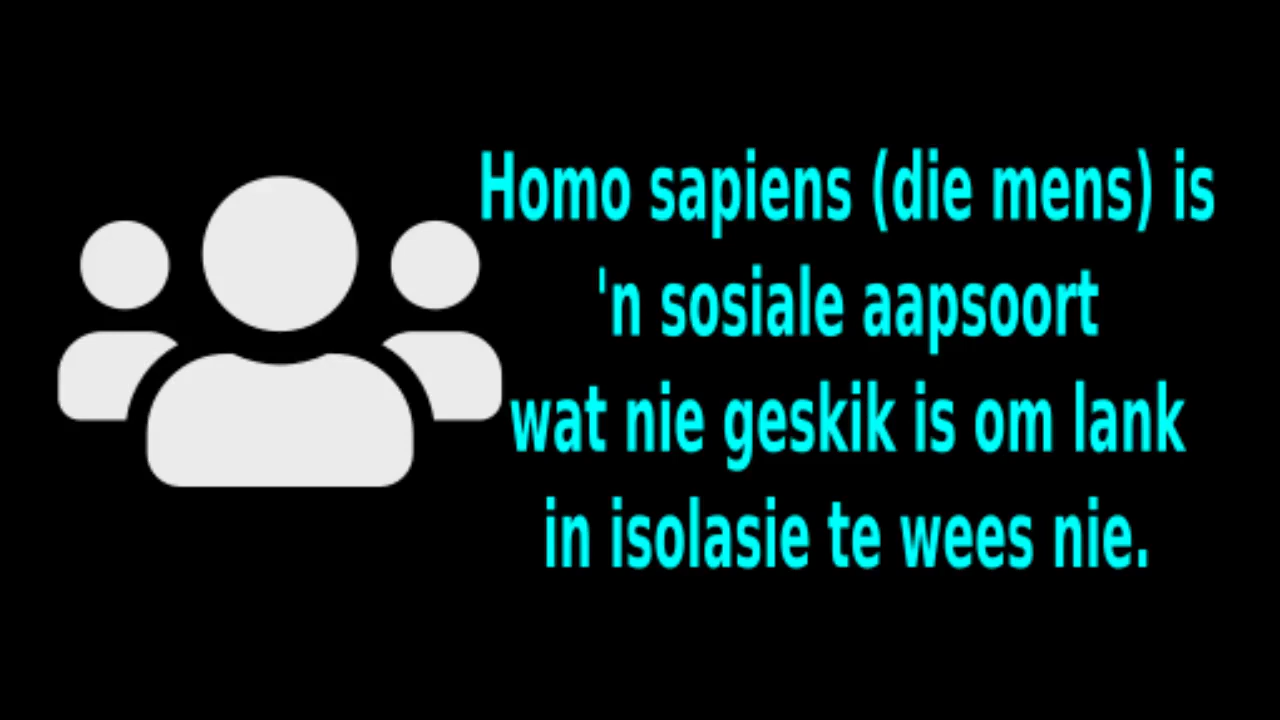 Homo sapiens (die mens) is
'n sosiale aapsoort
wat nie geskik is om lank
in isolasie te wees nie.